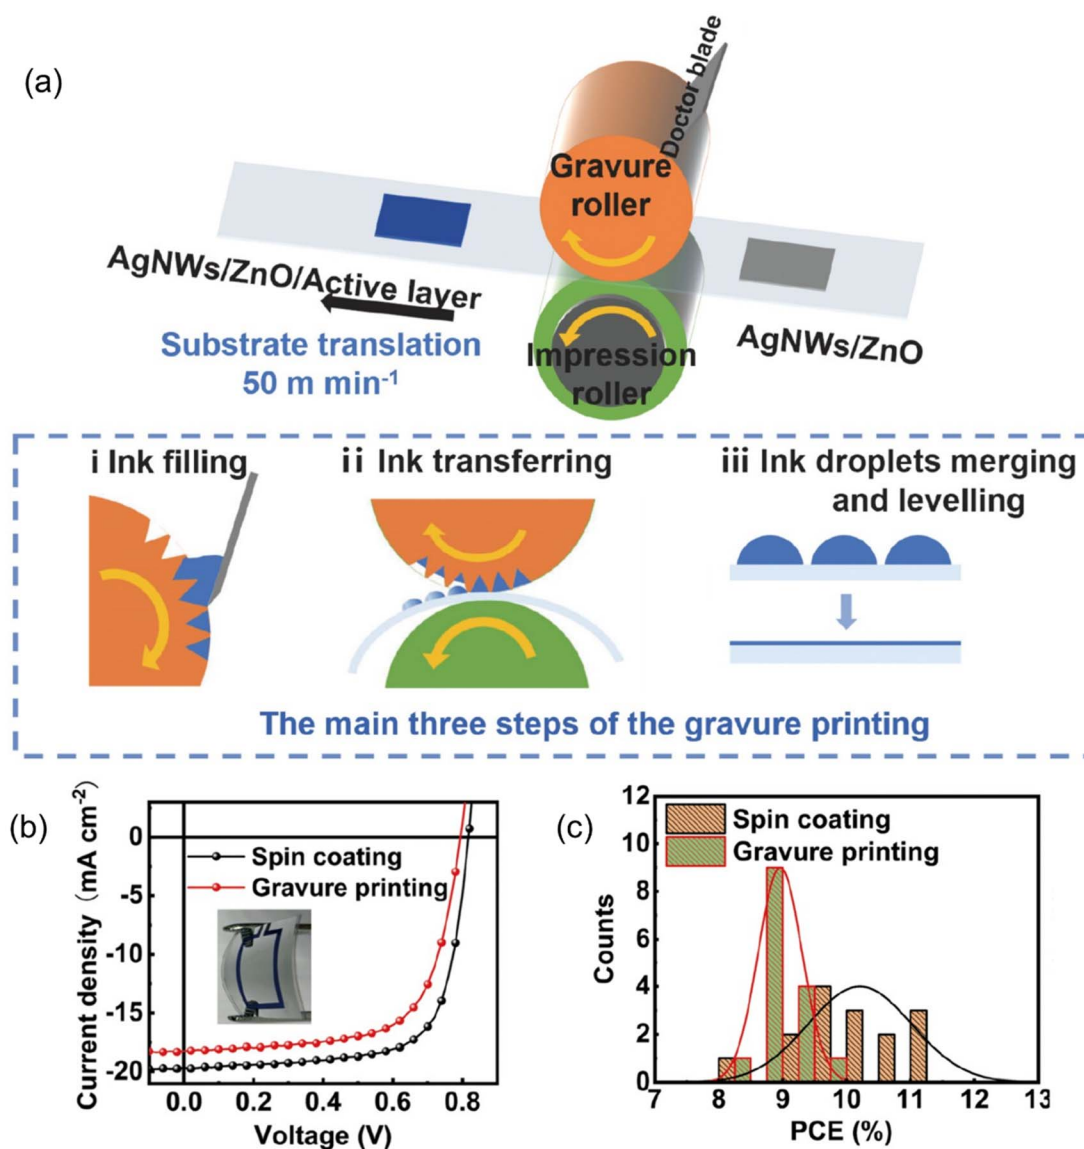 (a)
Doctor blade
Gravure
roller
AgNWs/ZnO/Active layer
Substrate translation
50 m min⁻¹
Impression
roller
AgNWs/ZnO
i Ink filling
ii Ink transferring
iii Ink droplets merging
and levelling
The main three steps of the gravure printing
(b)
Current density (mA cm⁻²)
0
-5
-10
-15
-20
Spin coating
Gravure printing
0.0 0.2 0.4 0.6 0.8
Voltage (V)
(c)
Counts
12
10
8
6
4
2
0
Spin coating
Gravure printing
7 8 9 10 11 12 13
PCE (%)